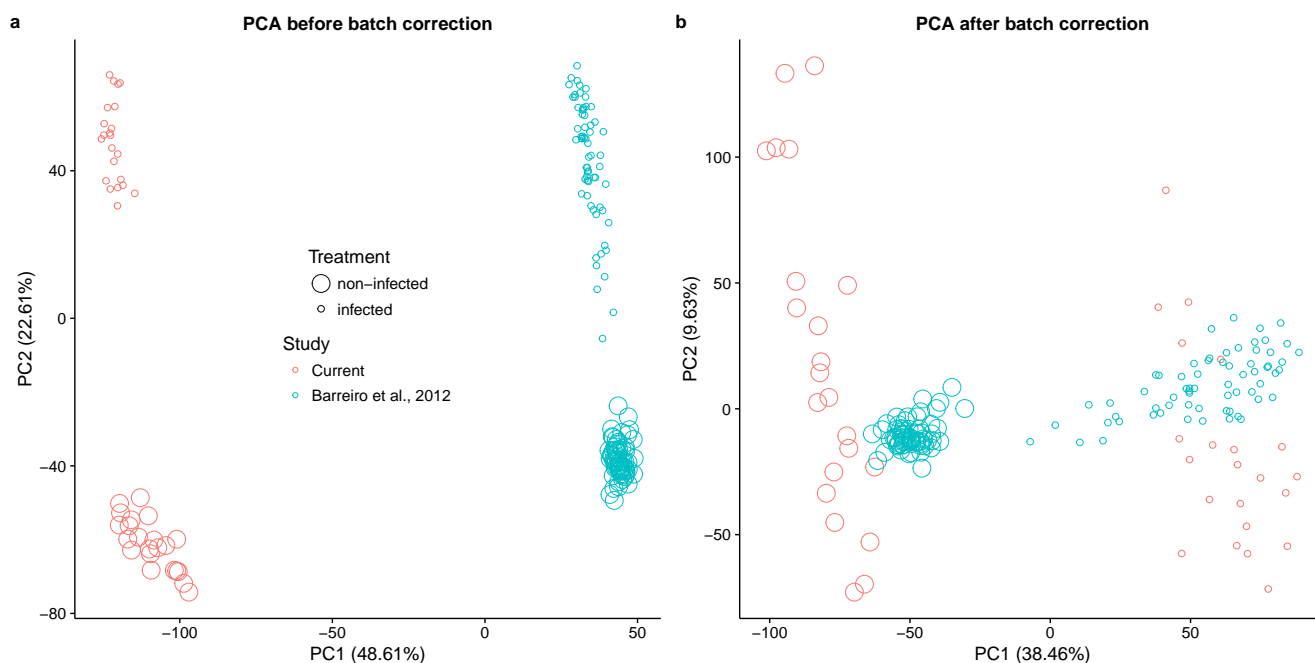 a
PCA before batch correction
40
0
−40
−80
PC2 (22.61%)
Treatment
non−infected
infected
Study
Current
Barreiro et al., 2012
−100
−50
0
50
PC1 (48.61%)
b
PCA after batch correction
100
50
0
−50
PC2 (9.63%)
−100
−50
0
50
PC1 (38.46%)